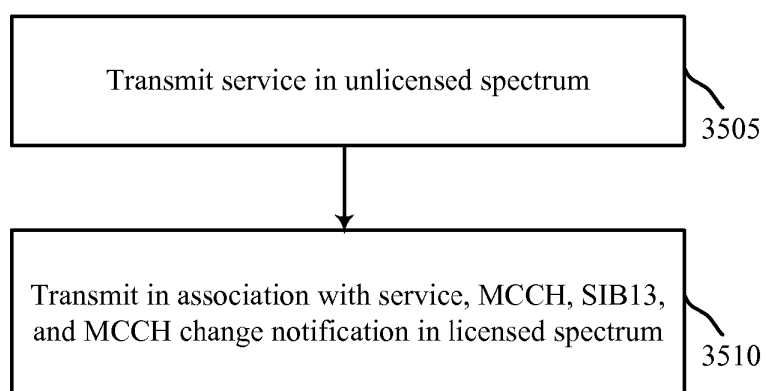 Transmit service in unlicensed spectrum
3505
Transmit in association with service, MCCH, SIB13,
and MCCH change notification in licensed spectrum
3510